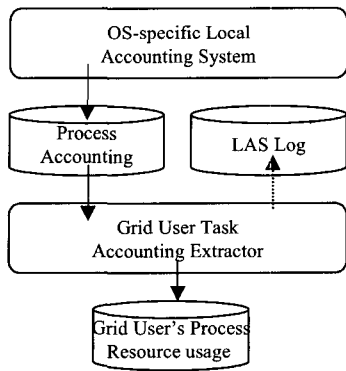 OS-specific Local
Accounting System
Process
Accounting
LAS Log
Grid User Task
Accounting Extractor
Grid User's Process
Resource usage